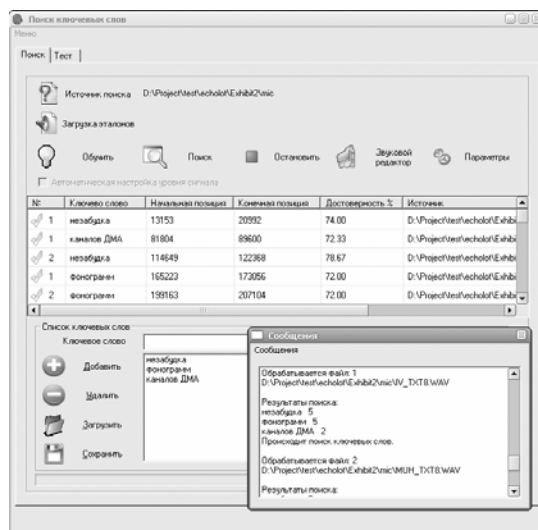 Поиск ключевых слов
Меню
Поиск Тест
Источник поиска D:\Project\test\echolot\Exhibit2\mic
Загрузка эталонов
Обучить Поиск Остановить Звуковой редактор Параметры
Автоматическая настройка уровня сигнала
№ Ключево слово Начальная позиция Конечная позиция Достоверность % Источник
1 незабудка 13153 20992 74.00 D:\Project\test\echolot\Exhibi
1 каналов ДМА 81804 89600 72.33 D:\Project\test\echolot\Exhibi
2 незабудка 114649 122368 78.67 D:\Project\test\echolot\Exhibi
1 фонограмм 165223 173056 72.00 D:\Project\test\echolot\Exhibi
2 фонограмм 199163 207104 72.00 D:\Project\test\echolot\Exhibi
Список ключевых слов
Ключевое слово
Добавить
Удалить
Загрузить
Сохранить
незабудка
фонограмм
каналов ДМА
Сообщения
Сообщения
Обрабатывается файл: 1
D:\Project\test\echolot\Exhibit2\mic\IV_TXT8.WAV
Результаты поиска:
незабудка 5
фонограмм 5
каналов ДМА 2
Происходит поиск ключевых слов.
Обрабатывается файл: 2
D:\Project\test\echolot\Exhibit2\mic\MUH_TXT8.WAV
Результаты поиска: